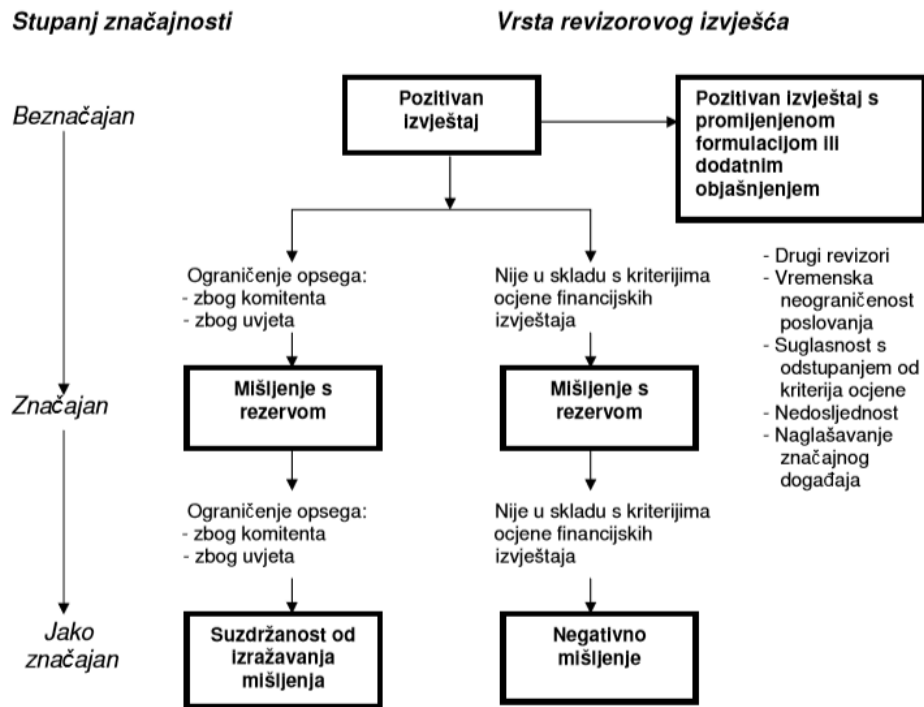 Stupanj značajnosti
Vrsta revizorovog izvješća
Beznačajan
Pozitivan
izvještaj
Pozitivan izvještaj s
promijenjenom
formulacijom ili
dodatnim
objašnjenjem
Ograničenje opsega:
- zbog komitenta
- zbog uvjeta
Nije u skladu s kriterijima
ocjene financijskih
izvještaja
- Drugi revizori
- Vremenska
neograničenost
poslovanja
- Suglasnost s
odstupanjem od
kriterija ocjene
- Nedosljednost
- Naglašavanje
značajnog
događaja
Značajan
Mišljenje s
rezervom
Mišljenje s
rezervom
Ograničenje opsega:
- zbog komitenta
- zbog uvjeta
Nije u skladu s kriterijima
ocjene financijskih
izvještaja
Jako
značajan
Suzdržanost od
izražavanja
mišljenja
Negativno
mišljenje